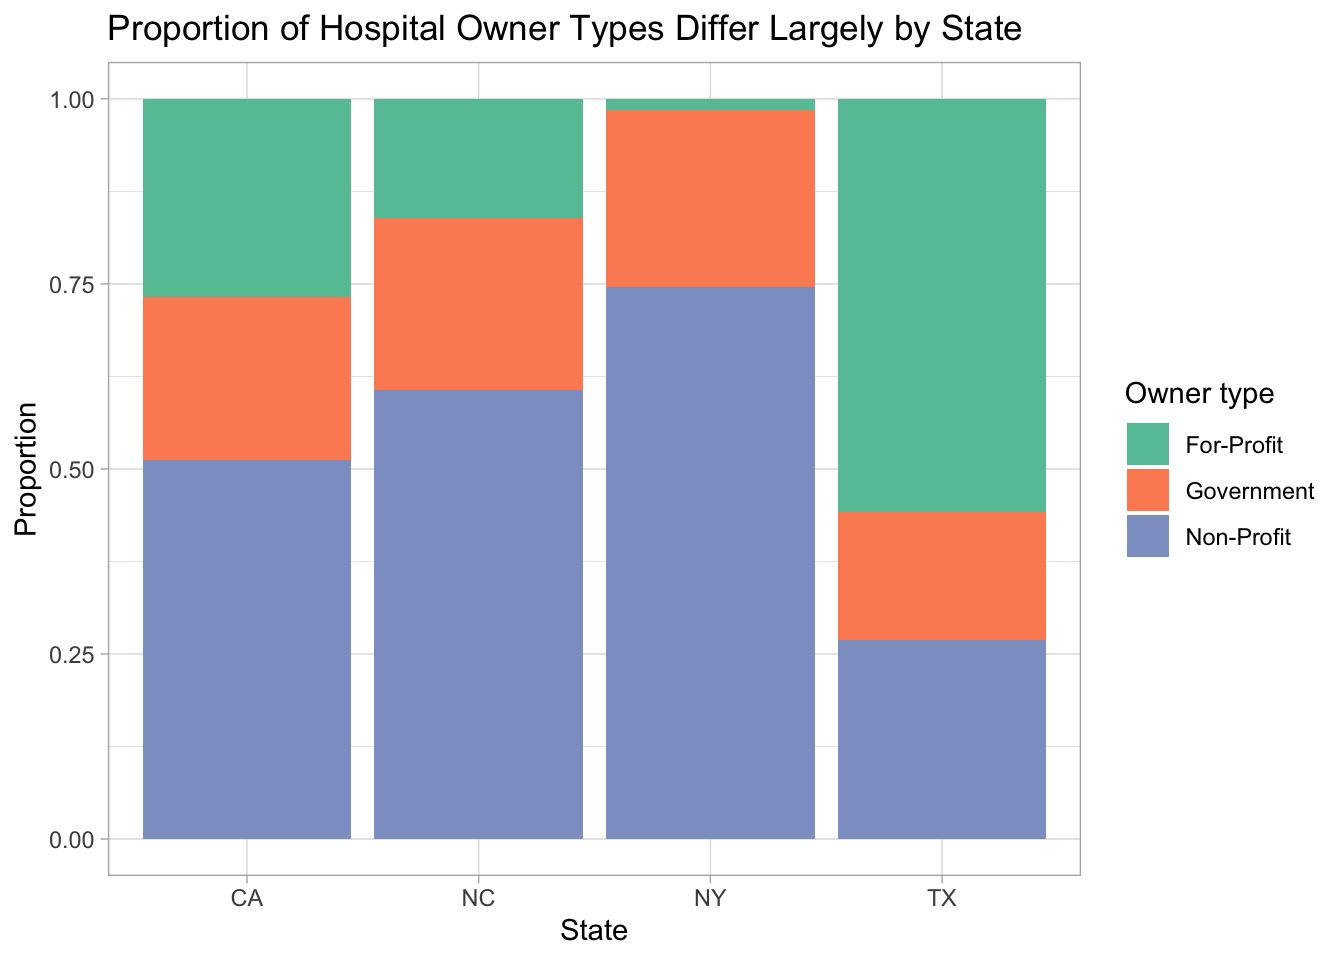 Proportion of Hospital Owner Types Differ Largely by State
Proportion
1.00
0.75
0.50
0.25
0.00
CA NC NY TX
State
Owner type
For-Profit
Government
Non-Profit